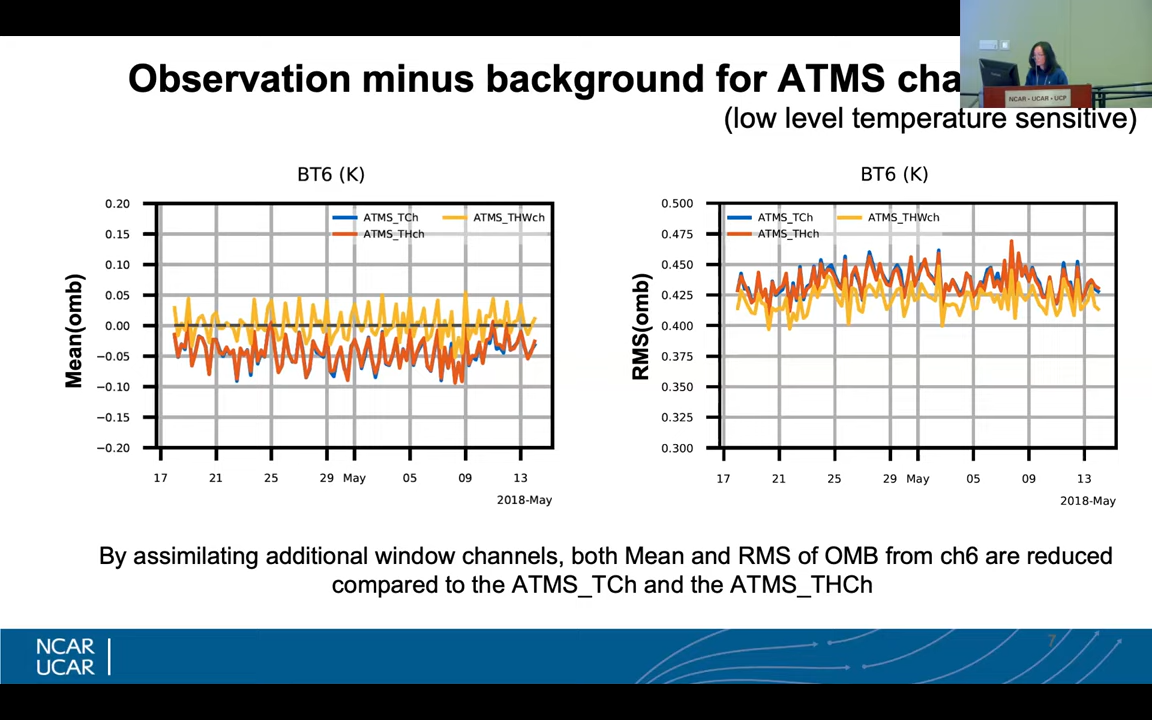 Observation minus background for ATMS
(low level temperature sensitive)
NCAR • UCAR • UCP
BT6 (K)
ATMS_TCh
ATMS_THWch
ATMS_THch
Mean(omb)
0.20
0.15
0.10
0.05
0.00
−0.05
−0.10
−0.15
−0.20
17 21 25 29 May 05 09 13
2018-May
BT6 (K)
ATMS_TCh
ATMS_THWch
ATMS_THch
RMS(omb)
0.500
0.475
0.450
0.425
0.400
0.375
0.350
0.325
0.300
17 21 25 29 May 05 09 13
2018-May
By assimilating additional window channels, both Mean and RMS of OMB from ch6 are reduced
compared to the ATMS_TCh and the ATMS_THCh
NCAR
UCAR
7